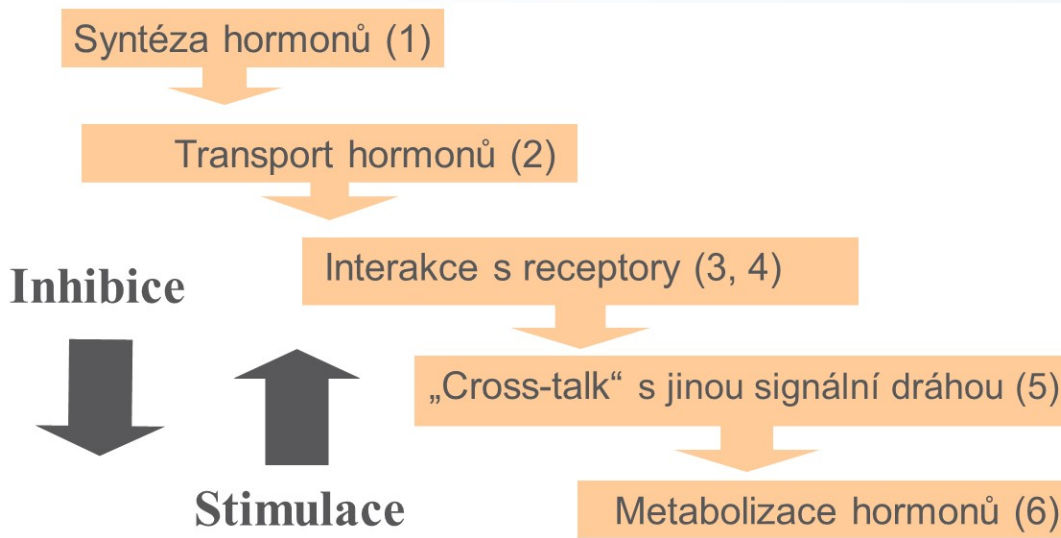 Syntéza hormonů (1)
Transport hormonů (2)
Interakce s receptory (3, 4)
Inhibice
„Cross-talk“ s jinou signální dráhou (5)
Stimulace
Metabolizace hormonů (6)